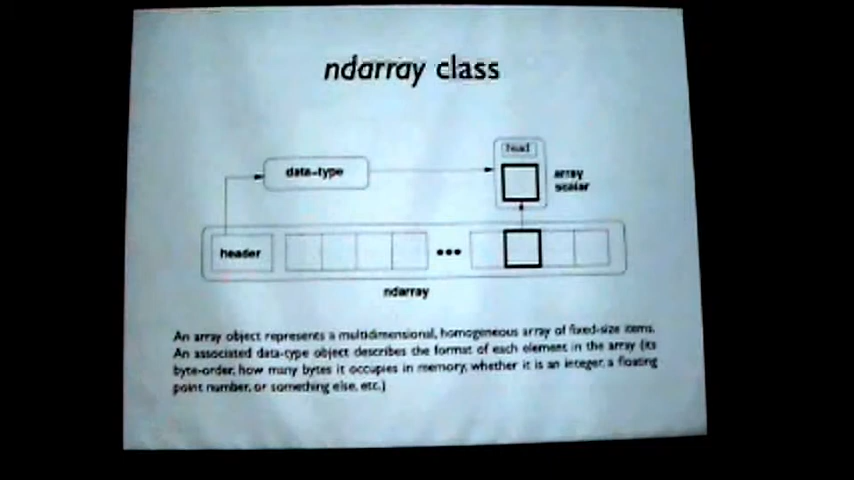 ndarray class
head
data-type
array
scalar
header
•••
ndarray
An array object represents a multidimensional, homogeneous array of fixed-size items.
An associated data-type object describes the format of each element in the array (its
byte-order, how many bytes it occupies in memory, whether it is an integer, a floating
point number, or something else, etc.)